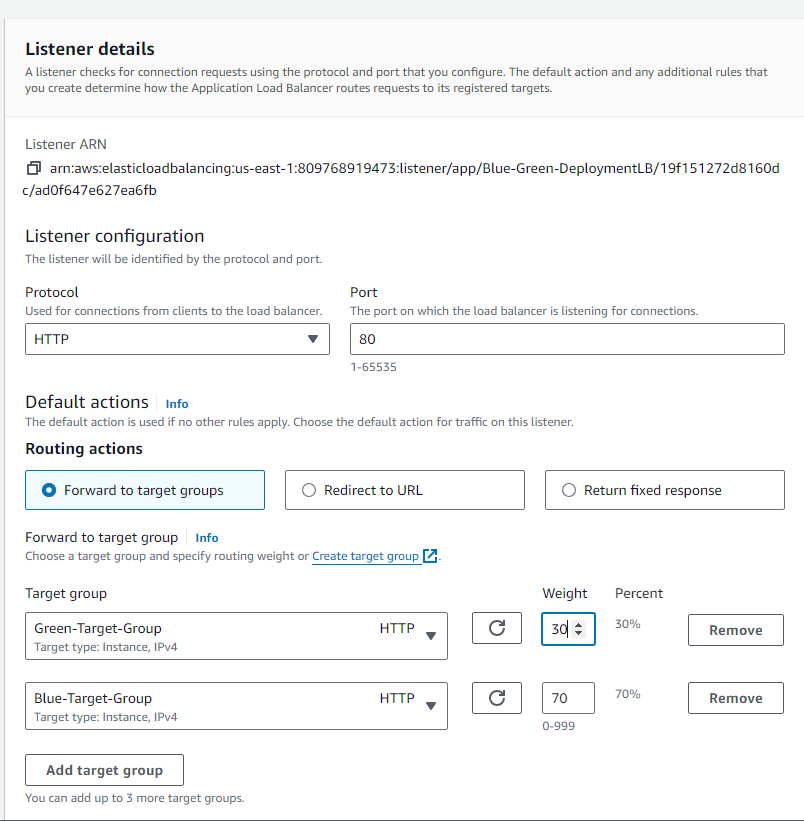 Listener details
A listener checks for connection requests using the protocol and port that you configure. The default action and any additional rules that
you create determine how the Application Load Balancer routes requests to its registered targets.
Listener ARN
arn:aws:elasticloadbalancing:us-east-1:809768919473:listener/app/Blue-Green-DeploymentLB/19f151272d8160d
c/ad0f647e627ea6fb
Listener configuration
The listener will be identified by the protocol and port.
Protocol
Used for connections from clients to the load balancer.
HTTP
Port
The port on which the load balancer is listening for connections.
80
1-65535
Default actions Info
The default action is used if no other rules apply. Choose the default action for traffic on this listener.
Routing actions
Forward to target groups
Redirect to URL
Return fixed response
Forward to target group Info
Choose a target group and specify routing weight or Create target group.
Target group Weight Percent
Green-Target-Group HTTP 30 30% Remove
Target type: Instance, IPv4
Blue-Target-Group HTTP 70 70% Remove
Target type: Instance, IPv4
0-999
Add target group
You can add up to 3 more target groups.